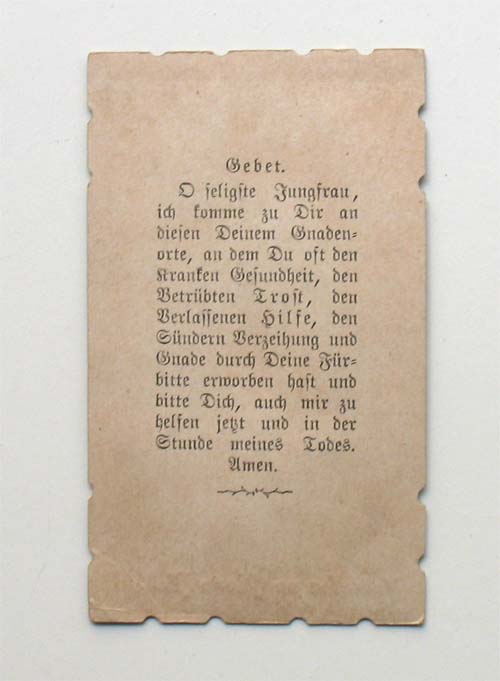 Gebet.
O seligste Jungfrau,
ich komme zu Dir an
diesen Deinem Gnaden-
orte, an dem Du oft den
Kranken Gesundheit, den
Betrübten Trost, den
Verlassenen Hilfe, den
Sündern Verzeihung und
Gnade durch Deine Für-
bitte erworben hast und
bitte Dich, auch mir zu
helfen jetzt und in der
Stunde meines Todes.
Amen.